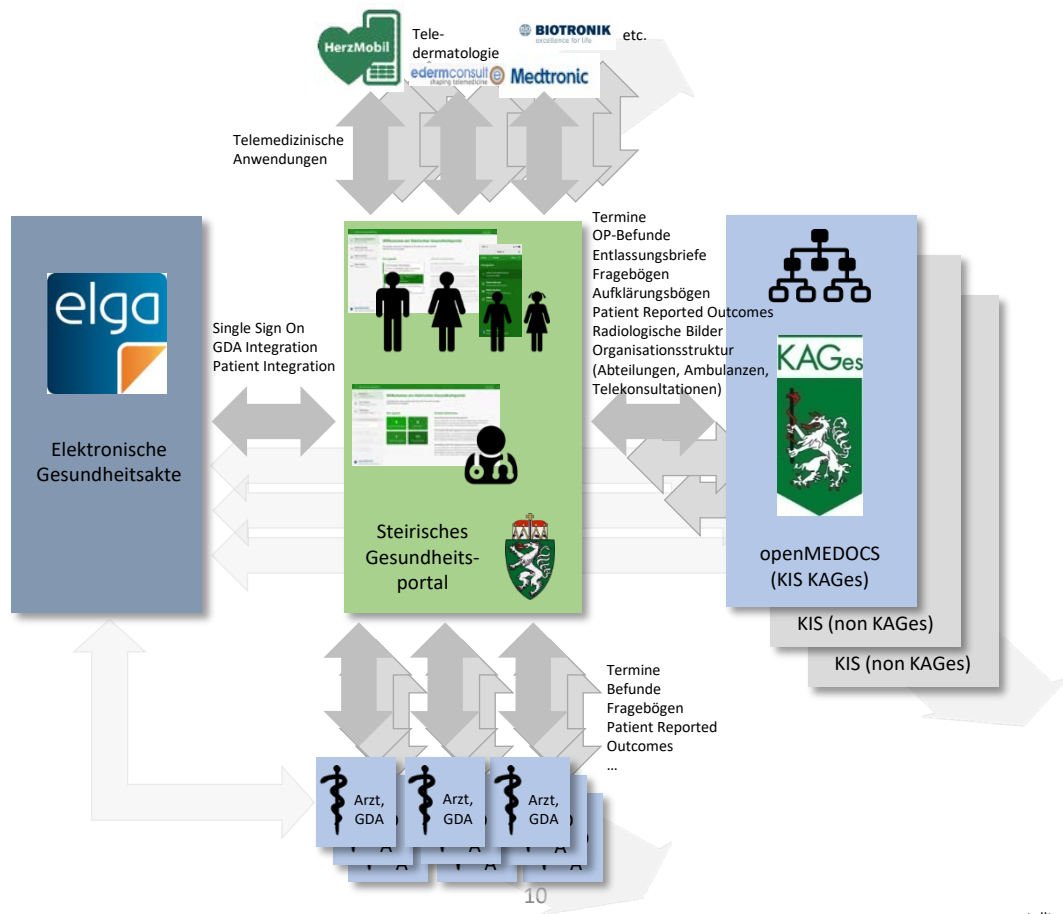 HerzMobil
Tele-
dermatologie
BIOTRONIK
excellence for life
etc.
edermconsult
shaping telemedicine
Medtronic
Telemedizinische
Anwendungen
elga
Elektronische
Gesundheitsakte
Single Sign On
GDA Integration
Patient Integration
Steirisches
Gesundheits-
portal
Termine
OP-Befunde
Entlassungsbriefe
Fragebögen
Aufklärungsbögen
Patient Reported Outcomes
Radiologische Bilder
Organisationsstruktur
(Abteilungen, Ambulanzen,
Telekonsultationen)
KAGes
openMEDOCS
(KIS KAGes)
KIS (non KAGes)
KIS (non KAGes)
Termine
Befunde
Fragebögen
Patient Reported
Outcomes
…
Arzt,
GDA
Arzt,
GDA
Arzt,
GDA
A
A
A
A
A
A
10